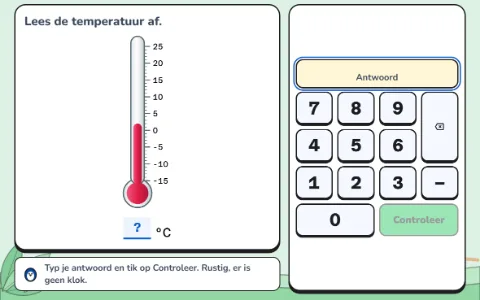 Lees de temperatuur af.
25
20
15
10
5
0
-5
-10
-15
? °C
Typ je antwoord en tik op Controleer. Rustig, er is
geen klok.
Antwoord
7 8 9
4 5 6
1 2 3 −
0 Controleer